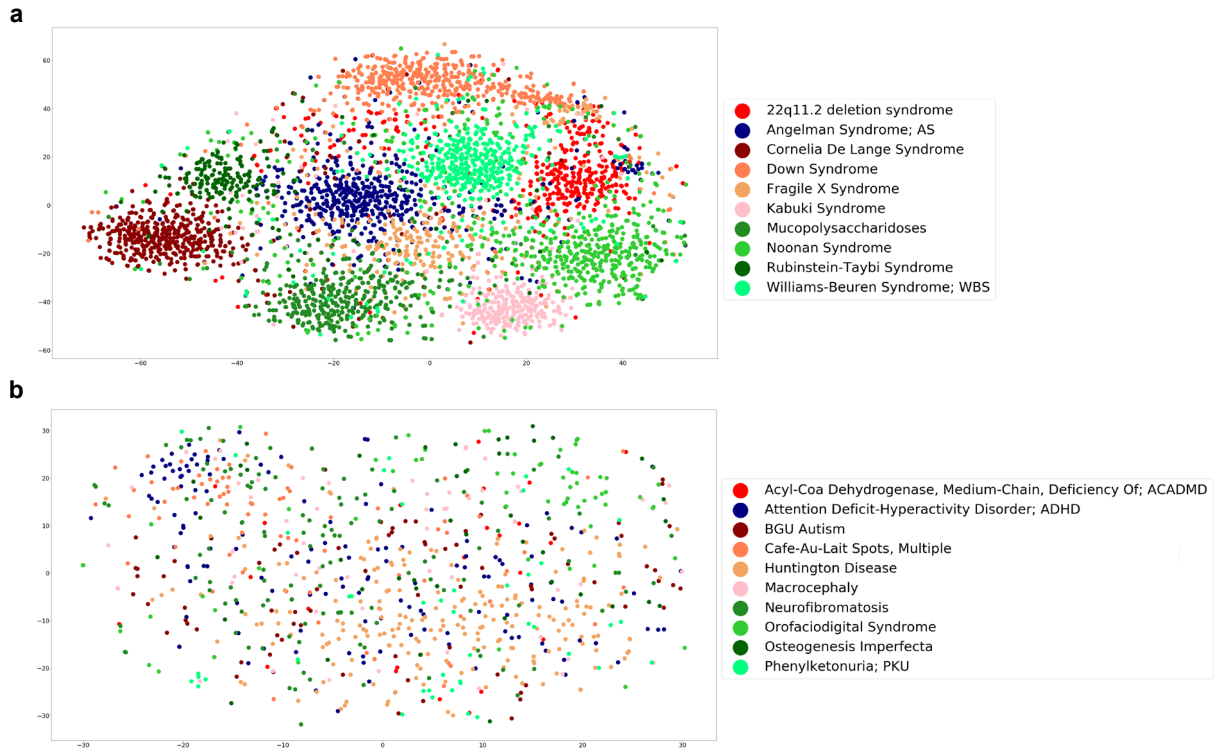 a
60
40
20
0
−20
−40
−60
−60
−40
−20
0
20
40
22q11.2 deletion syndrome
Angelman Syndrome; AS
Cornelia De Lange Syndrome
Down Syndrome
Fragile X Syndrome
Kabuki Syndrome
Mucopolysaccharidoses
Noonan Syndrome
Rubinstein-Taybi Syndrome
Williams-Beuren Syndrome; WBS
b
30
20
10
0
−10
−20
−30
−30
−20
−10
0
10
20
30
Acyl-Coa Dehydrogenase, Medium-Chain, Deficiency Of; ACADMD
Attention Deficit-Hyperactivity Disorder; ADHD
BGU Autism
Cafe-Au-Lait Spots, Multiple
Huntington Disease
Macrocephaly
Neurofibromatosis
Orofaciodigital Syndrome
Osteogenesis Imperfecta
Phenylketonuria; PKU